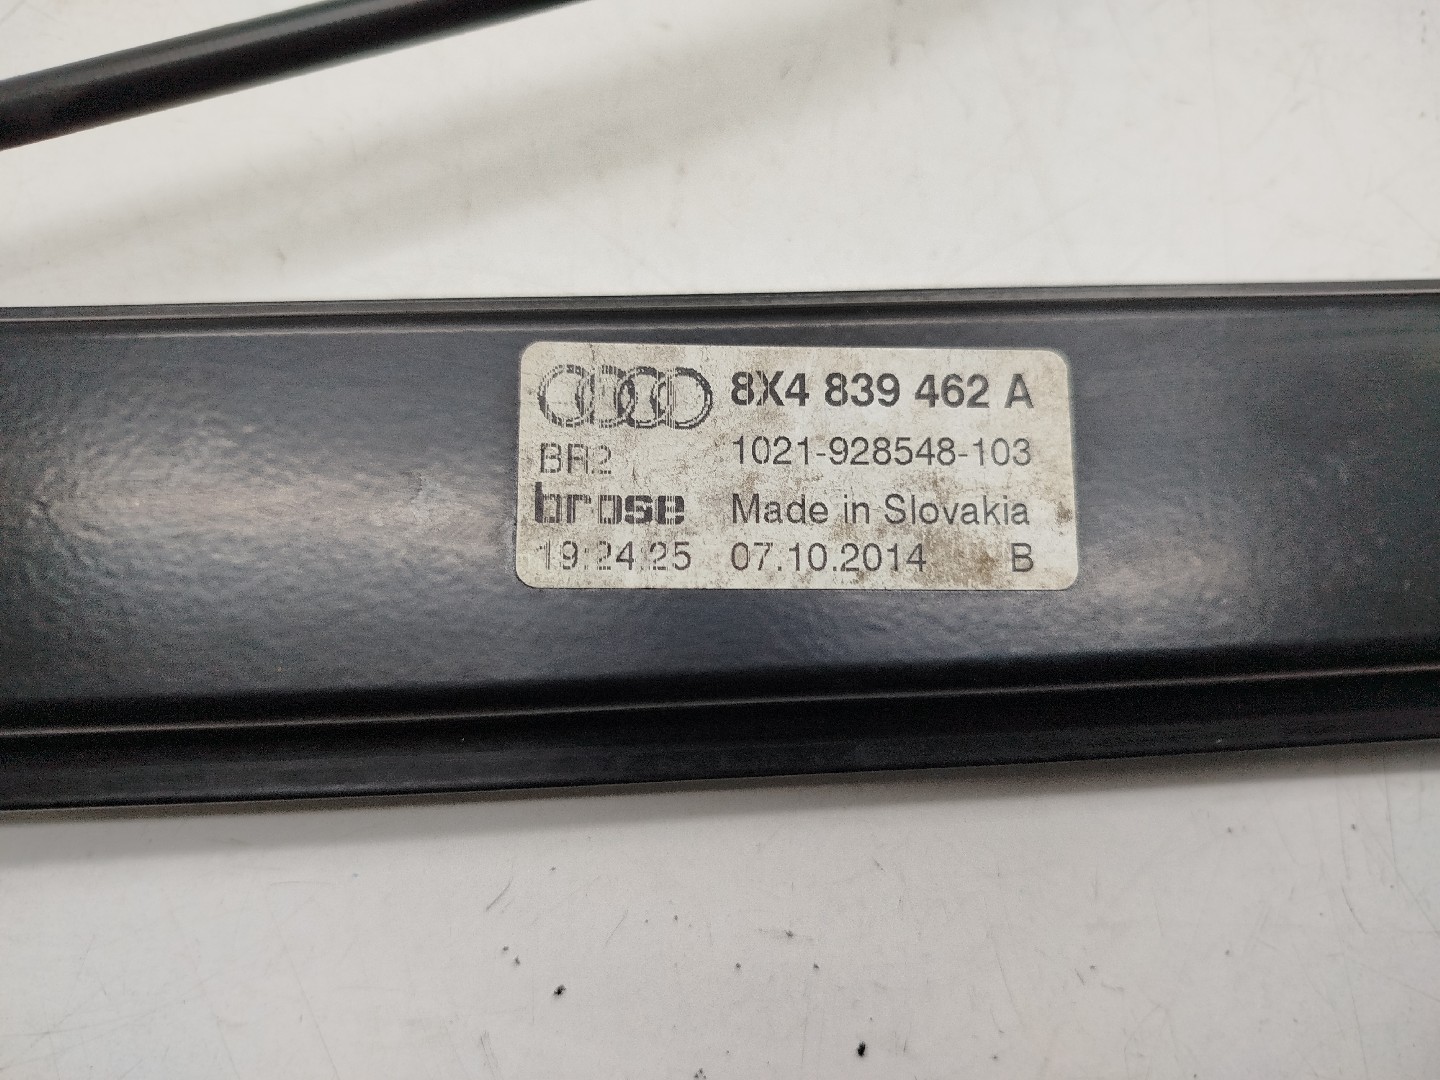 8X4 839 462 A
BR2 1021-928548-103
brose Made in Slovakia
19:24:25 07.10.2014 B